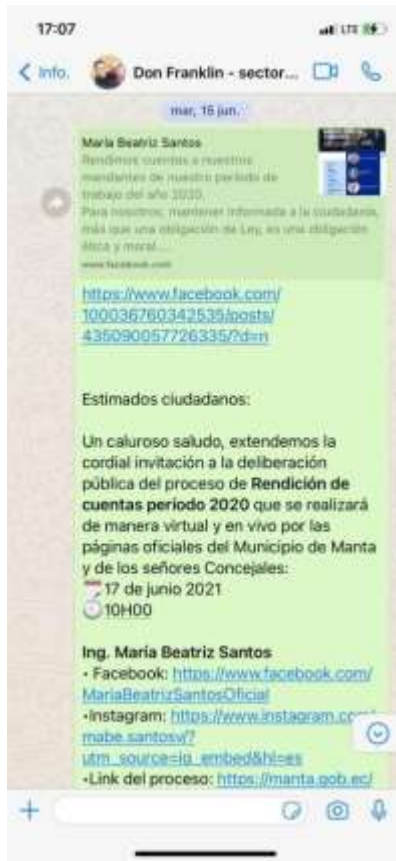 17:07
LTE
Info.
Don Franklin - sector...
mar, 15 jun.
María Beatriz Santos
Rendimos cuentas a nuestros
mandantes de nuestro periodo de
trabajo del año 2020.
Para nosotros, mantener informada a la ciudadanía,
más que una obligación de Ley, es una obligación
ética y moral...
www.facebook.com
https://www.facebook.com/
100036760342535/posts/
435090057726335/?d=n
Estimados ciudadanos:
Un caluroso saludo, extendemos la
cordial invitación a la deliberación
pública del proceso de Rendición de
cuentas periodo 2020 que se realizará
de manera virtual y en vivo por las
páginas oficiales del Municipio de Manta
y de los señores Concejales:
17 de junio 2021
10H00
Ing. María Beatriz Santos
• Facebook: https://www.facebook.com/
MariaBeatrizSantosOficial
•Instagram: https://www.instagram.com/
mabe.santosv/?
utm_source=ig_embed&hl=es
•Link del proceso: https://manta.gob.ec/